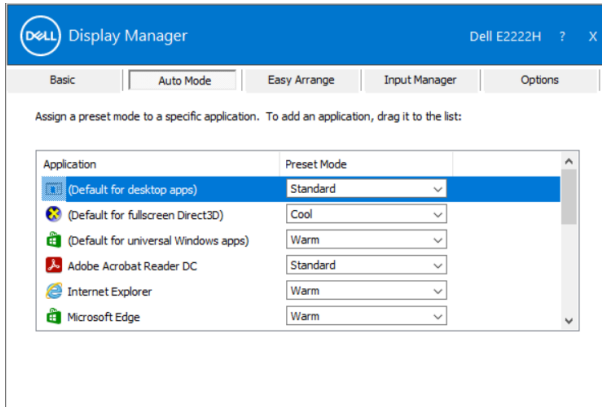 DELL Display Manager Dell E2222H ? X
Basic Auto Mode Easy Arrange Input Manager Options
Assign a preset mode to a specific application. To add an application, drag it to the list:
Application Preset Mode
(Default for desktop apps) Standard
(Default for fullscreen Direct3D) Cool
(Default for universal Windows apps) Warm
Adobe Acrobat Reader DC Standard
Internet Explorer Warm
Microsoft Edge Warm